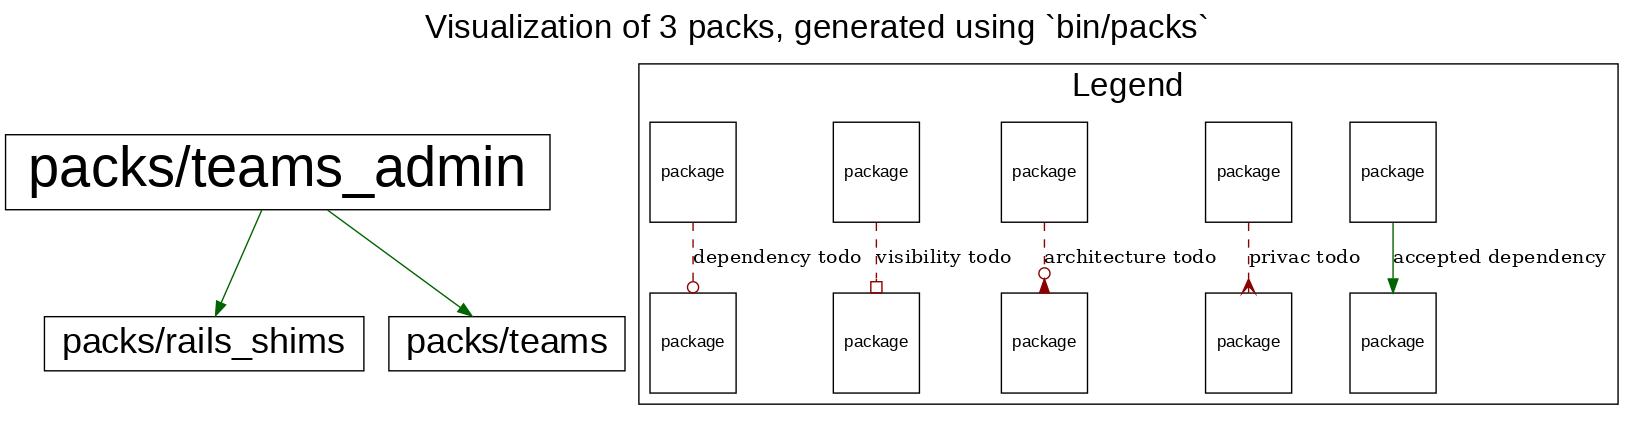 Visualization of 3 packs, generated using `bin/packs`
packs/teams_admin
packs/rails_shims
packs/teams
Legend
package
package
package
package
package
dependency todo
visibility todo
architecture todo
privac todo
accepted dependency
package
package
package
package
package